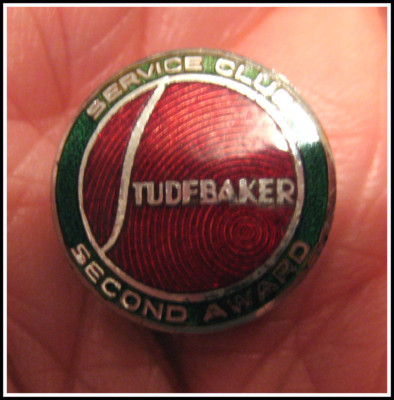 SERVICE CLUB
STUDEBAKER
SECOND AWARD